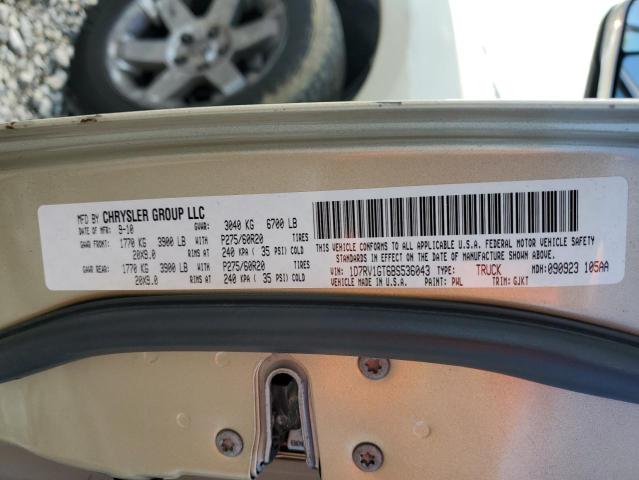 MFD BY CHRYSLER GROUP LLC
DATE OF MFR: 9-10 GVWR: 3040 KG 6700 LB
GAWR FRONT: 1770 KG 3900 LB WITH P275/60R20 TIRES
20X9.0 RIMS AT 240 KPA ( 35 PSI) COLD
GAWR REAR: 1770 KG 3900 LB WITH P275/60R20 TIRES
20X9.0 RIMS AT 240 KPA ( 35 PSI) COLD
THIS VEHICLE CONFORMS TO ALL APPLICABLE U.S.A. FEDERAL MOTOR VEHICLE SAFETY
STANDARDS IN EFFECT ON THE DATE OF MANUFACTURE SHOWN ABOVE.
VIN: 1D7RV1GT6BS536043 TYPE: TRUCK MDH: 090923 105AA
VEHICLE MADE IN U.S.A. PAINT: PWL TRIM: GJKT